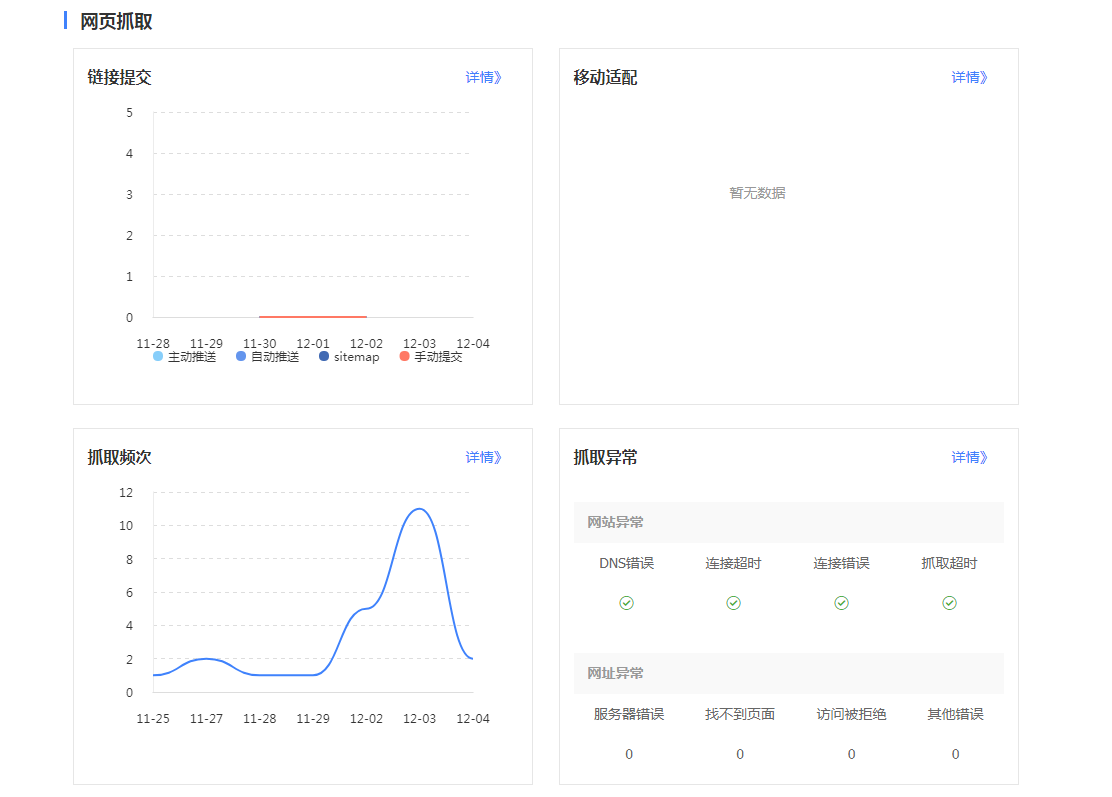 网页抓取
链接提交 详情》
5
4
3
2
1
0
11-28 11-29 11-30 12-01 12-02 12-03 12-04
主动推送 自动推送 sitemap 手动提交
移动适配 详情》
暂无数据
抓取频次 详情》
12
10
8
6
4
2
0
11-25 11-27 11-28 11-29 12-02 12-03 12-04
抓取异常 详情》
网站异常
DNS错误 连接超时 连接错误 抓取超时
网址异常
服务器错误 找不到页面 访问被拒绝 其他错误
0 0 0 0